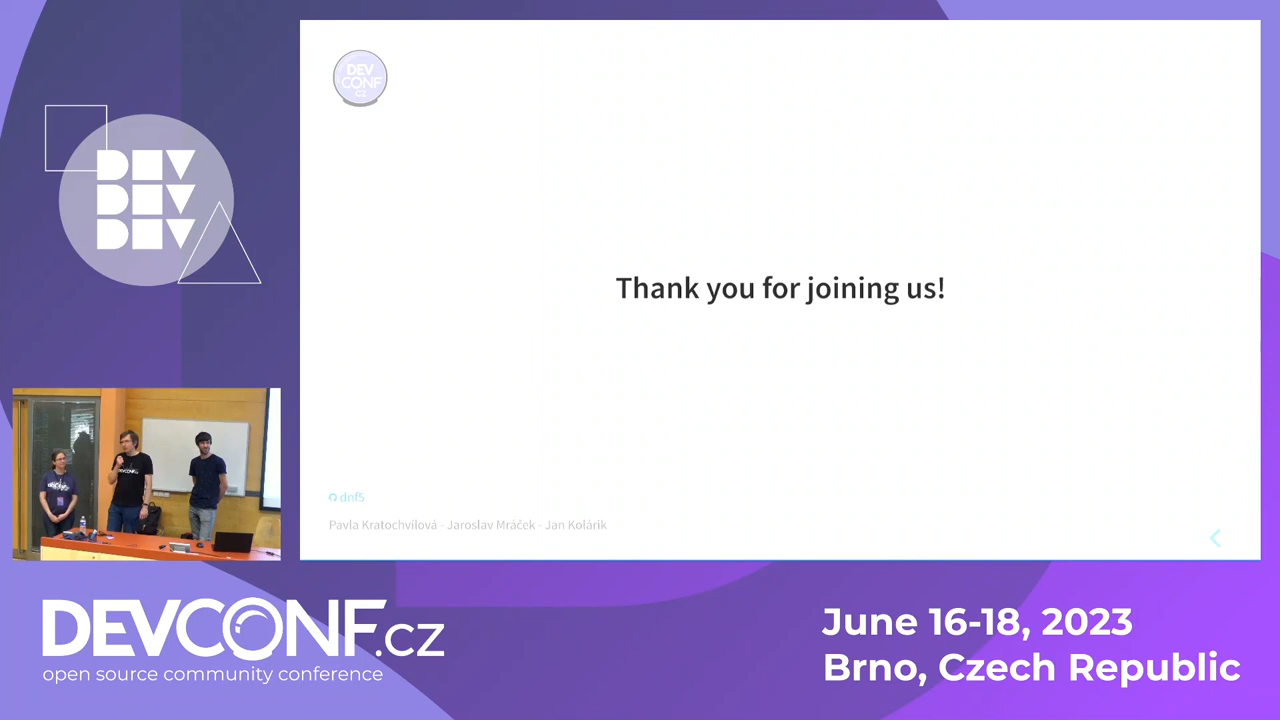 DEV
CONF
CZ
DEV
DEV
DEV
Thank you for joining us!
dnf5
Pavla Kratochvílová - Jaroslav Mráček - Jan Kolárik
DEVCONF.cz
open source community conference
June 16-18, 2023
Brno, Czech Republic